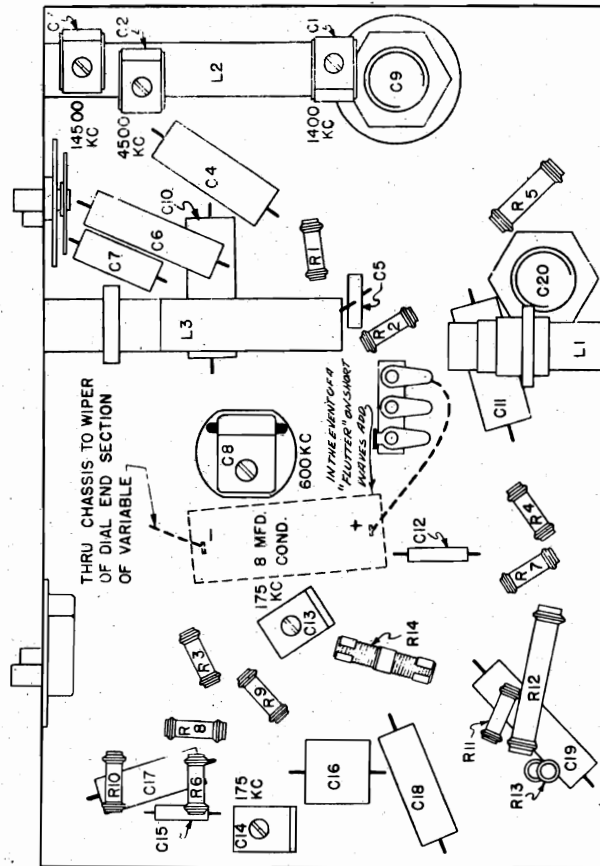 C
C2
C1
14500
KC
4500
KC
L2
1400
KC
C9
C4
C10
C6
C7
R1
R5
C5
L3
R2
C20
L1
C11
THRU CHASSIS TO WIPER
OF DIAL END SECTION
OF VARIABLE
C8
600KC
IN THE EVENT OF A
"FLUTTER" ON SHORT
WAVES ADD
8 MFD.
COND.
-
+
C12
R4
R7
175
KC
C13
R14
R3
R9
R8
R10
C17
R6
C15
C14
175
KC
C16
C18
R12
R11
C19
R13